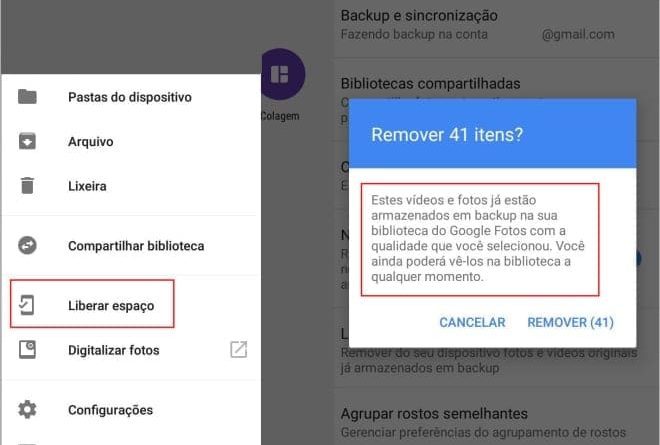 Pastas do dispositivo
Arquivo
Lixeira
Compartilhar biblioteca
Liberar espaço
Digitalizar fotos
Configurações
Colagem
Backup e sincronização
Fazendo backup na conta @gmail.com
Bibliotecas compartilhadas
Remover 41 itens?
Estes vídeos e fotos já estão
armazenados em backup na sua
biblioteca do Google Fotos com a
qualidade que você selecionou. Você
ainda poderá vê-los na biblioteca a
qualquer momento.
CANCELAR REMOVER (41)
Remover do seu dispositivo fotos e vídeos originais
já armazenados em backup
Agrupar rostos semelhantes
Gerenciar preferências do agrupamento de rostos